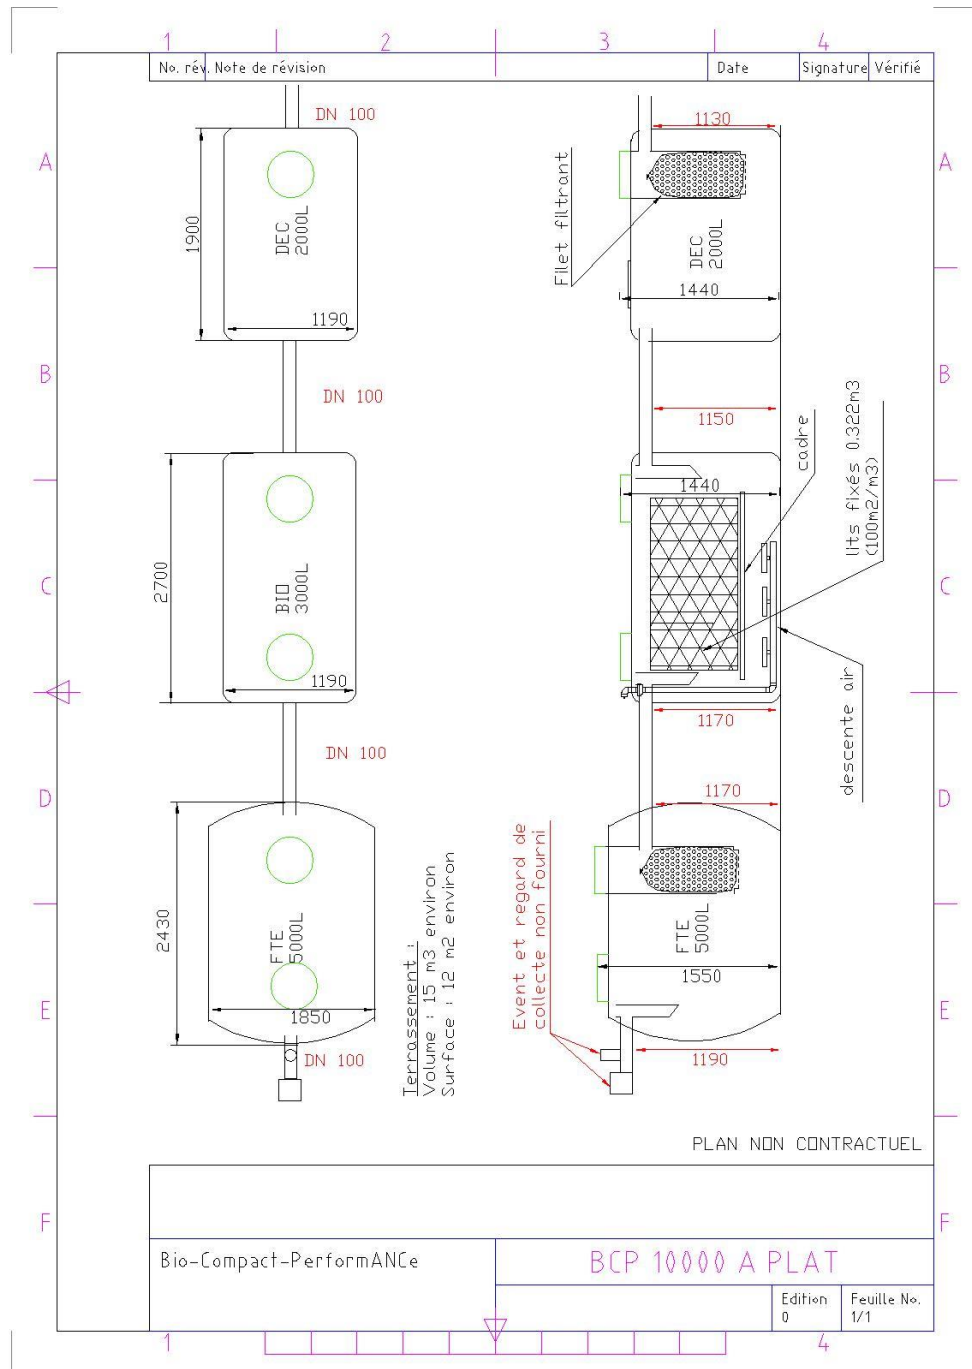 1 2 3 4
No. rév. Note de révision Date Signature Vérifié
A A
B B
C C
D D
E E
F F
DN 100
1900
DEC
2000L
1190
DN 100
2700
BIO
3000L
1190
DN 100
2430
FTE
5000L
1850
DN 100
Terrassement :
Volume : 15 m3 environ
Surface : 12 m2 environ
1130
Filet filtrant
DEC
2000L
1440
1150
cadre
lits fixés 0.322m3
(100m2/m3)
1440
1170
descente air
1170
Event et regard de
collecte non fourni
FTE
5000L
1550
1190
PLAN NON CONTRACTUEL
Bio-Compact-PerformANCe
BCP 10000 A PLAT
Edition
0
Feuille No.
1/1
1 4